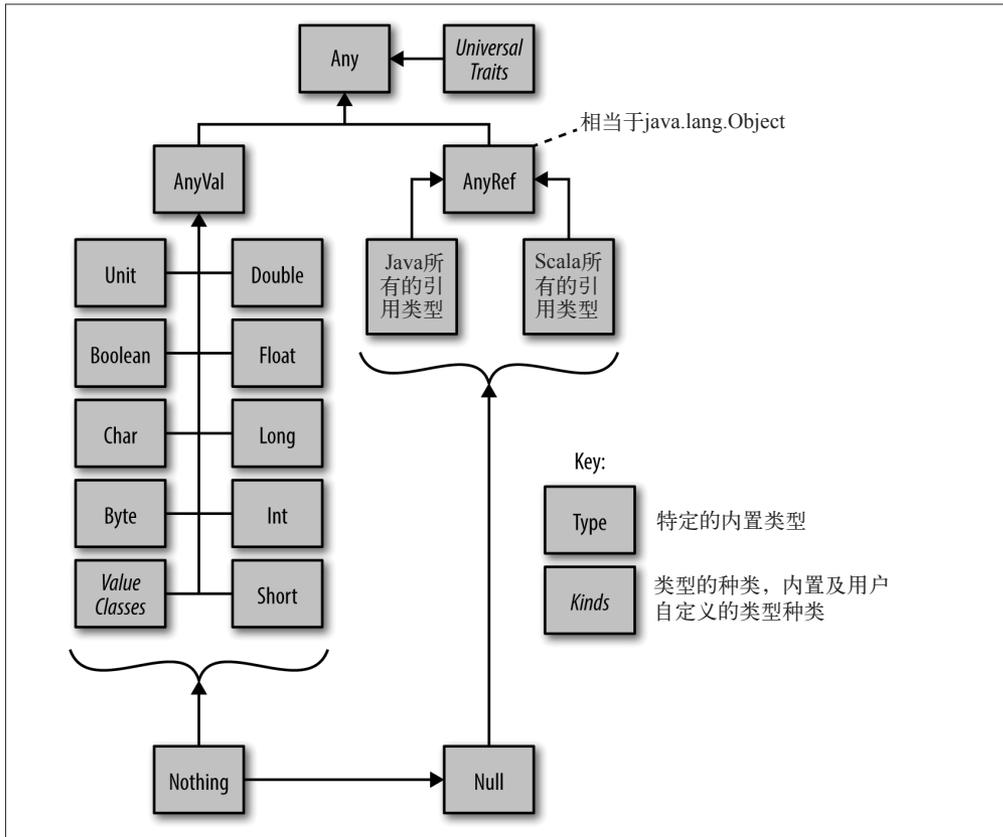 Any
Universal
Traits
相当于java.lang.Object
AnyVal
AnyRef
Unit
Double
Java所
有的引
用类型
Scala所
有的引
用类型
Boolean
Float
Char
Long
Key:
Byte
Int
Type
特定的内置类型
Value
Classes
Short
Kinds
类型的种类，内置及用户
自定义的类型种类
Nothing
Null